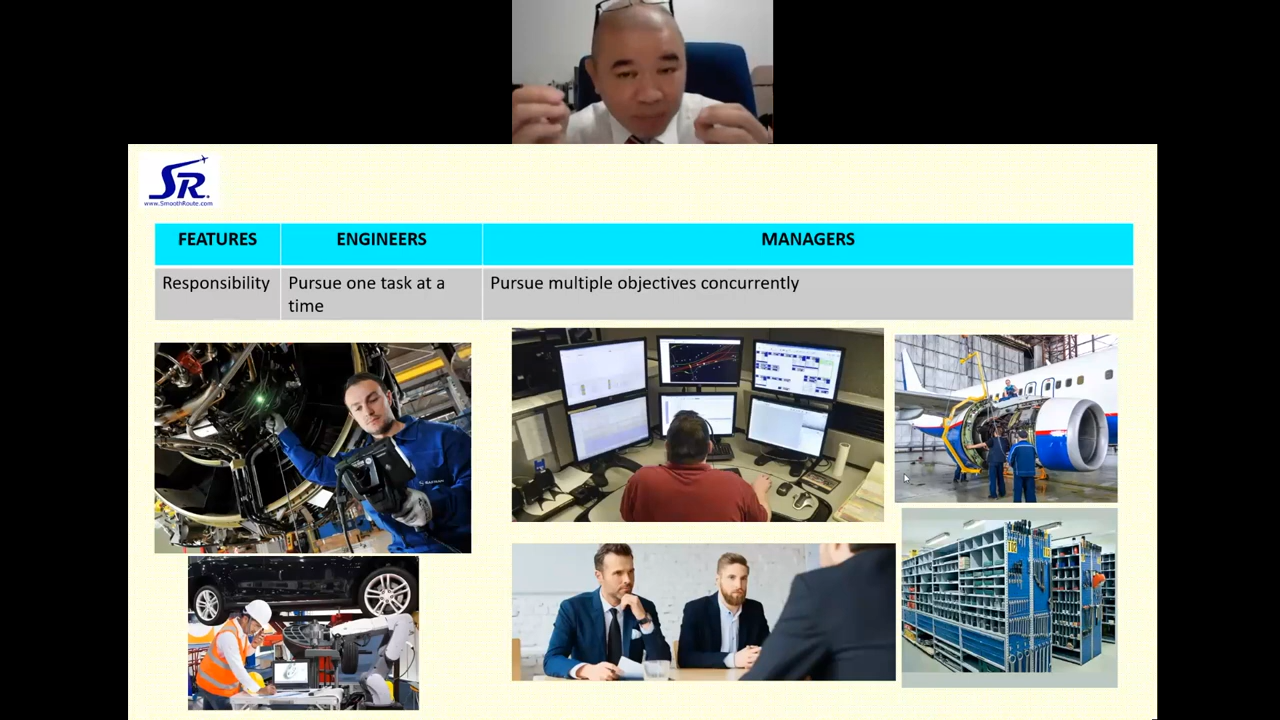 SR.
www.SmoothRoute.com
FEATURES
ENGINEERS
MANAGERS
Responsibility
Pursue one task at a
time
Pursue multiple objectives concurrently